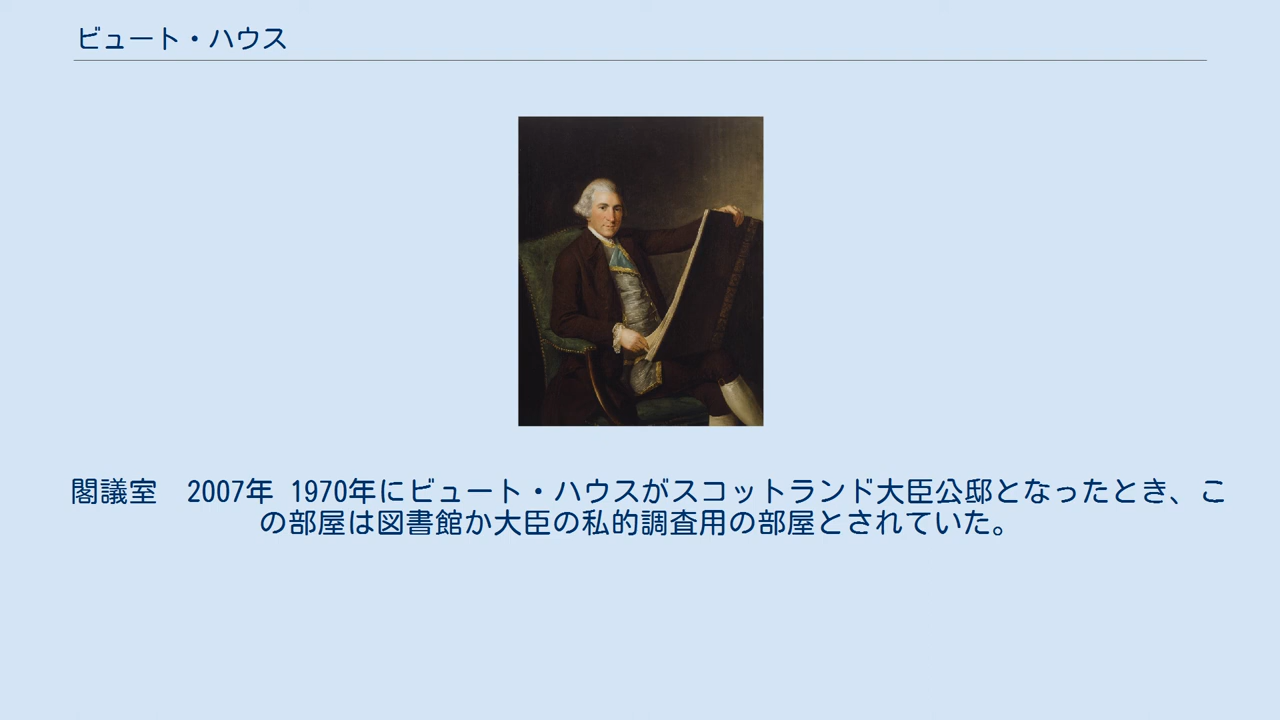 ビュート・ハウス
閣議室　2007年 1970年にビュート・ハウスがスコットランド大臣公邸となったとき、こ
の部屋は図書館か大臣の私的調査用の部屋とされていた。